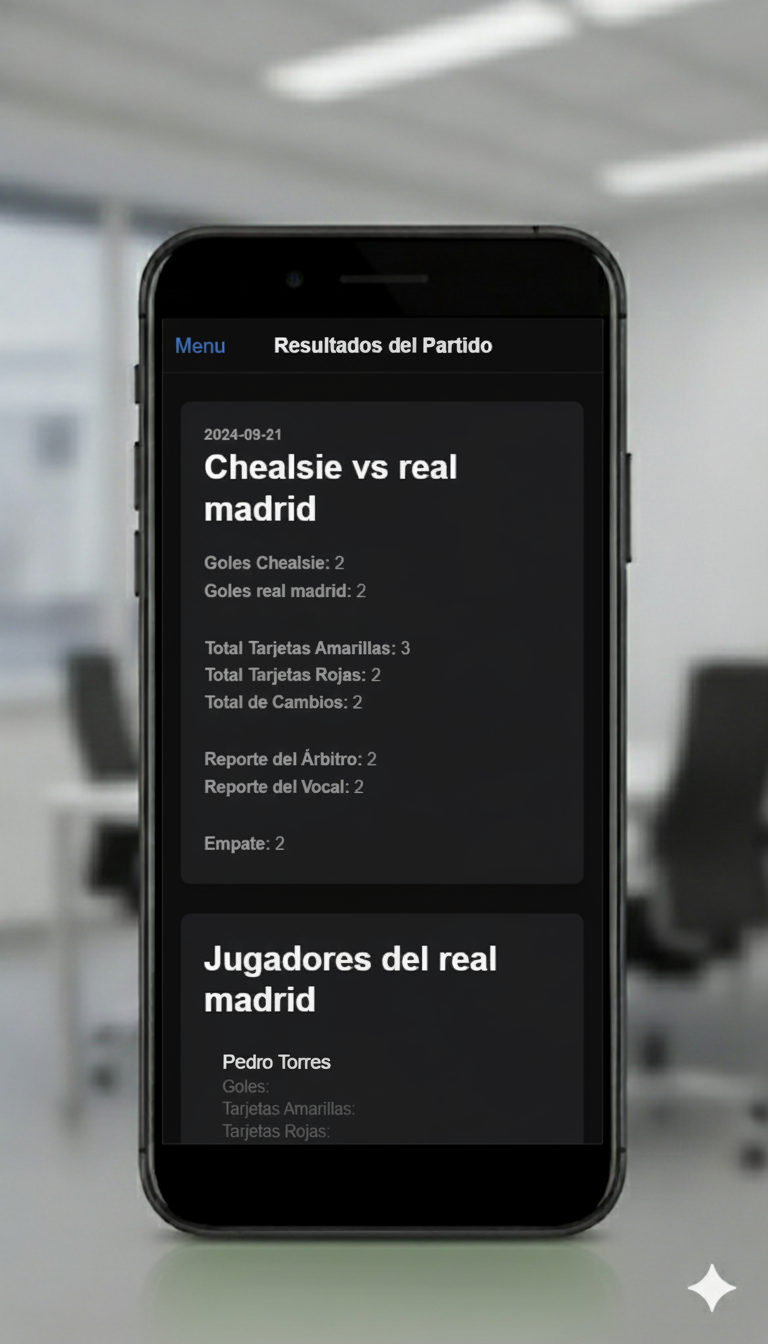 Menu
Resultados del Partido
2024-09-21
Chealsie vs real
madrid
Goles Chealsie: 2
Goles real madrid: 2
Total Tarjetas Amarillas: 3
Total Tarjetas Rojas: 2
Total de Cambios: 2
Reporte del Árbitro: 2
Reporte del Vocal: 2
Empate: 2
Jugadores del real
madrid
Pedro Torres
Goles:
Tarjetas Amarillas:
Tarjetas Rojas: